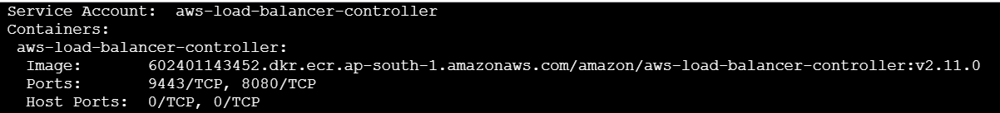 Service Account:  aws-load-balancer-controller
Containers:
 aws-load-balancer-controller:
  Image:       602401143452.dkr.ecr.ap-south-1.amazonaws.com/amazon/aws-load-balancer-controller:v2.11.0
  Ports:       9443/TCP, 8080/TCP
  Host Ports:  0/TCP, 0/TCP